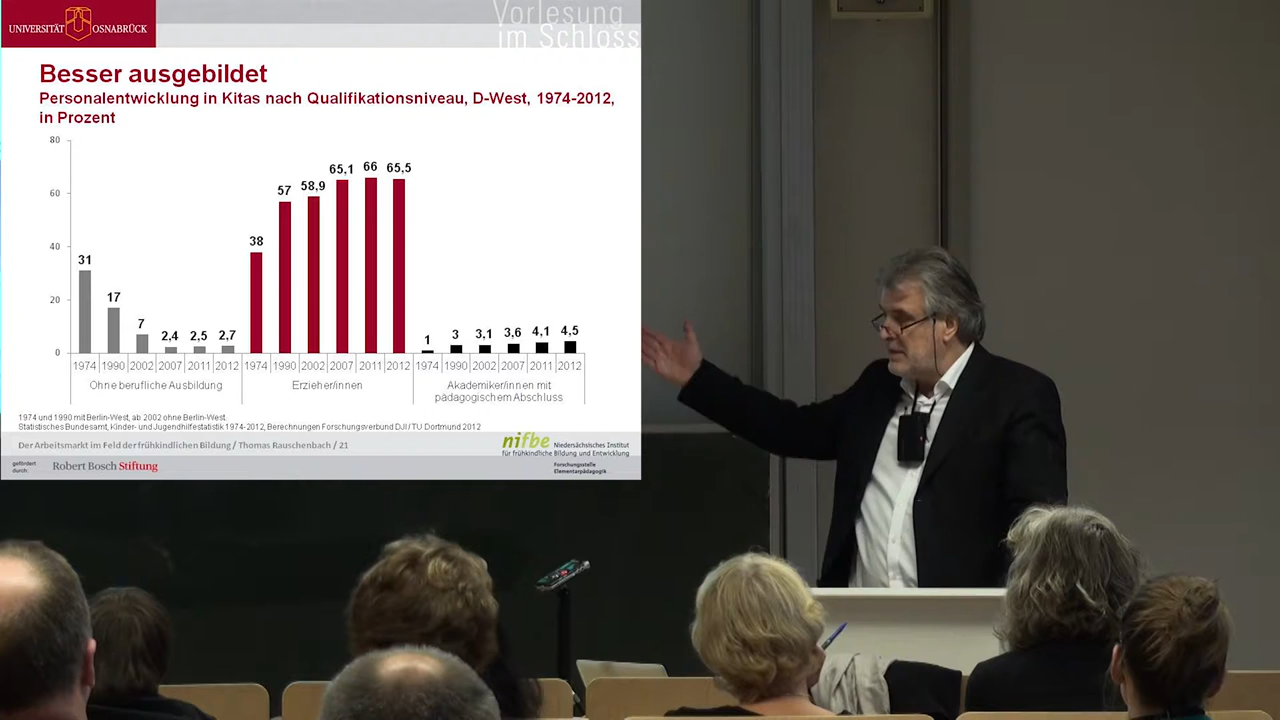 UNIVERSITÄT OSNABRÜCK
Vorlesung
im Schloss
Besser ausgebildet
Personalentwicklung in Kitas nach Qualifikationsniveau, D-West, 1974-2012,
in Prozent
80
60
40
20
0
31
17
7
2,4
2,5
2,7
38
57
58,9
65,1
66
65,5
1
3
3,1
3,6
4,1
4,5
1974 1990 2002 2007 2011 2012 1974 1990 2002 2007 2011 2012 1974 1990 2002 2007 2011 2012
Ohne berufliche Ausbildung
Erzieher/innen
Akademiker/innen mit
pädagogischem Abschluss
1974 und 1990 mit Berlin-West, ab 2002 ohne Berlin-West.
Statistisches Bundesamt, Kinder- und Jugendhilfestatistik 1974-2012, Berechnungen Forschungsverbund DJI/TU Dortmund 2012
Der Arbeitsmarkt im Feld der frühkindlichen Bildung / Thomas Rauschenbach / 21
nifbe Niedersächsisches Institut
für frühkindliche Bildung und Entwicklung
gefördert
durch:
Robert Bosch Stiftung
Forschungsstelle
Elementarpädagogik